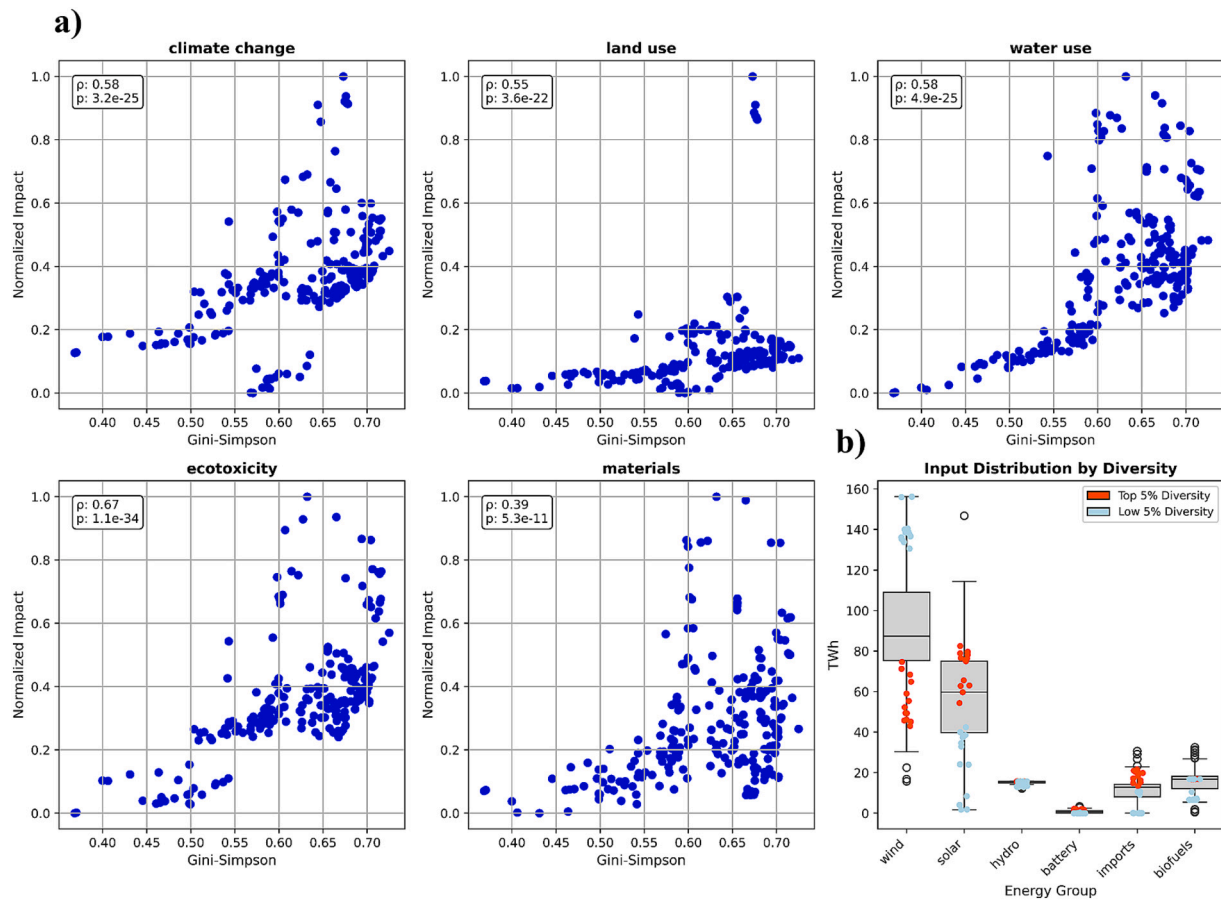 a)
climate change
ρ: 0.58
p: 3.2e-25
1.0
0.8
0.6
0.4
0.2
0.0
Normalized Impact
0.40 0.45 0.50 0.55 0.60 0.65 0.70
Gini-Simpson
land use
ρ: 0.55
p: 3.6e-22
1.0
0.8
0.6
0.4
0.2
0.0
Normalized Impact
0.40 0.45 0.50 0.55 0.60 0.65 0.70
Gini-Simpson
water use
ρ: 0.58
p: 4.9e-25
1.0
0.8
0.6
0.4
0.2
0.0
Normalized Impact
0.40 0.45 0.50 0.55 0.60 0.65 0.70
Gini-Simpson
ecotoxicity
ρ: 0.67
p: 1.1e-34
1.0
0.8
0.6
0.4
0.2
0.0
Normalized Impact
0.40 0.45 0.50 0.55 0.60 0.65 0.70
Gini-Simpson
materials
ρ: 0.39
p: 5.3e-11
1.0
0.8
0.6
0.4
0.2
0.0
Normalized Impact
0.40 0.45 0.50 0.55 0.60 0.65 0.70
Gini-Simpson
b)
Input Distribution by Diversity
Top 5% Diversity
Low 5% Diversity
160
140
120
100
80
60
40
20
0
TWh
wind solar hydro battery imports biofuels
Energy Group